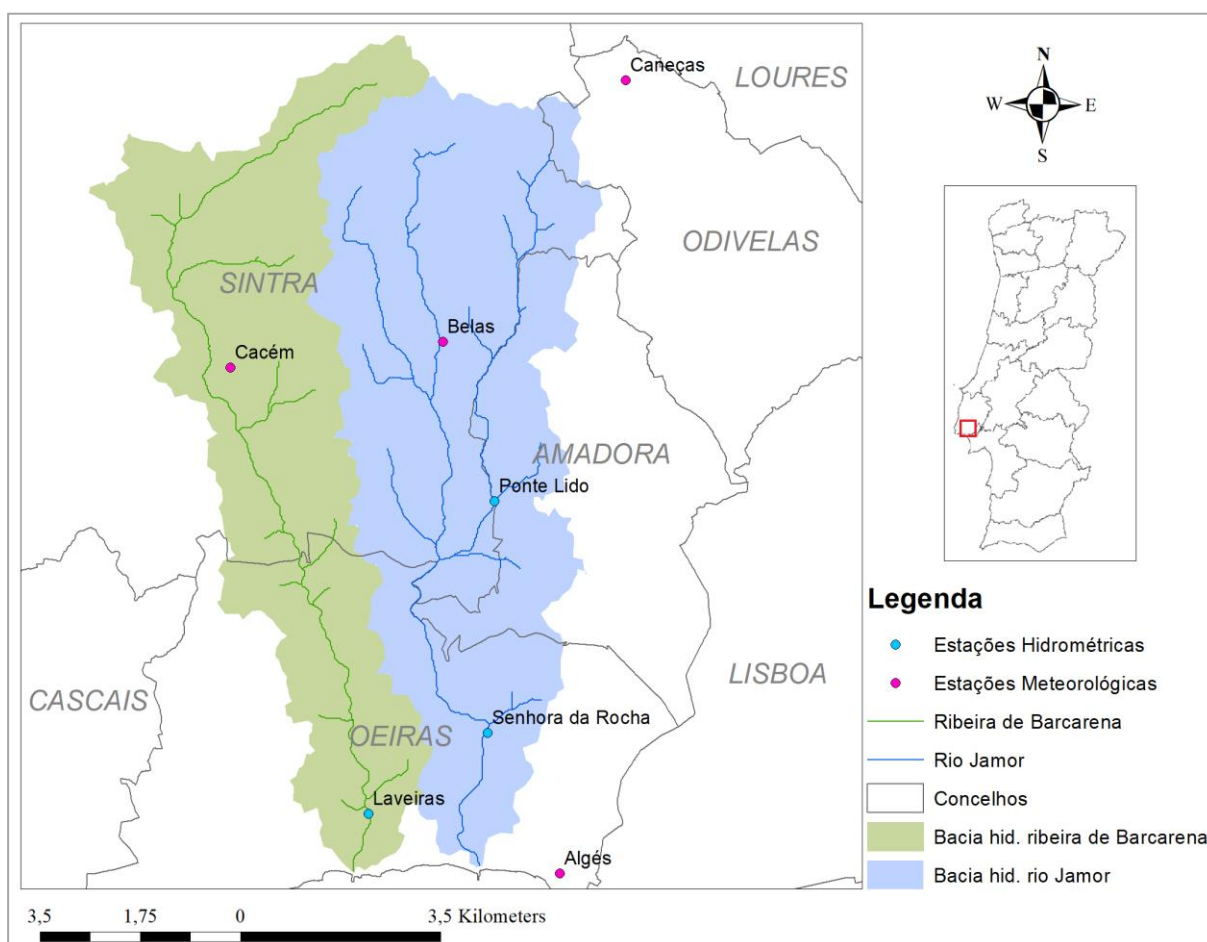 Caneças
LOURES
N
W
E
S
ODIVELAS
SINTRA
Belas
Cacém
AMADORA
Ponte Lido
LISBOA
CASCAIS
Senhora da Rocha
OEIRAS
Laveiras
Algés
Legenda
Estações Hidrométricas
Estações Meteorológicas
Ribeira de Barcarena
Rio Jamor
Concelhos
Bacia hid. ribeira de Barcarena
Bacia hid. rio Jamor
3,5 1,75 0 3,5 Kilometers